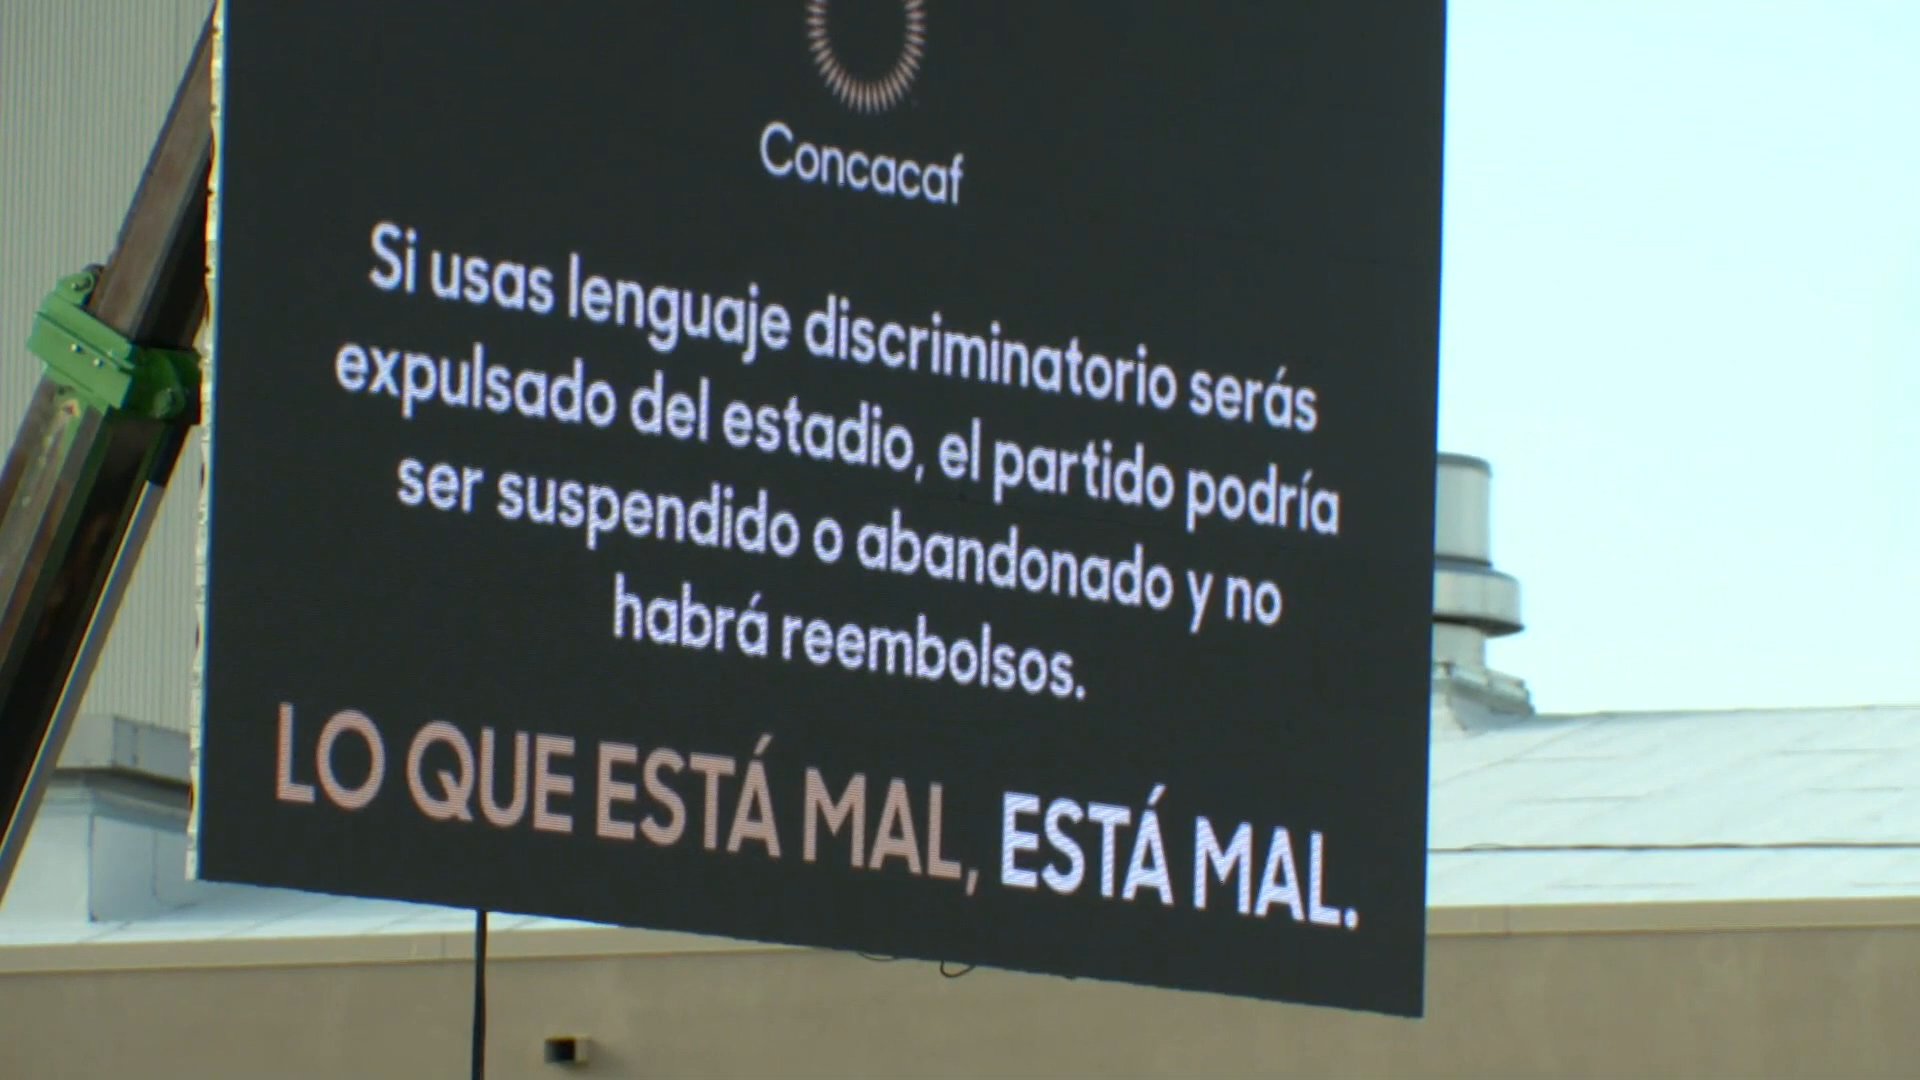 Concacaf
Si usas lenguaje discriminatorio serás
expulsado del estadio, el partido podría
ser suspendido o abandonado y no
habrá reembolsos.
LO QUE ESTÁ MAL, ESTÁ MAL.